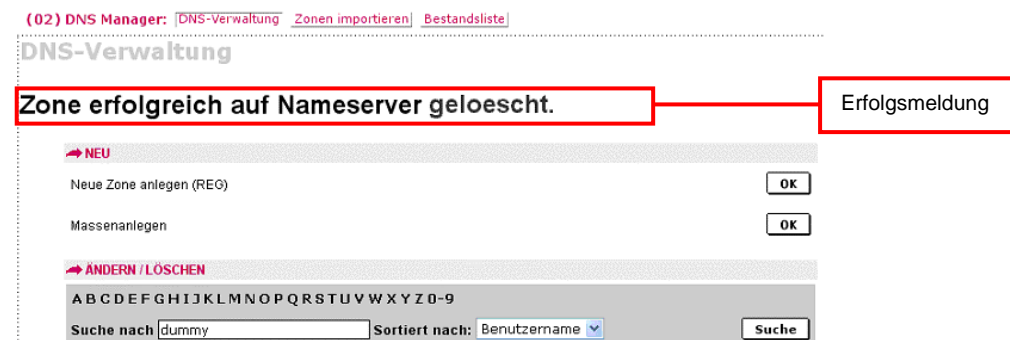 (02) DNS Manager: DNS-Verwaltung Zonen importieren Bestandsliste
DNS-Verwaltung
Zone erfolgreich auf Nameserver geloescht.
Erfolgsmeldung
NEU
Neue Zone anlegen (REG)
OK
Massenanlegen
OK
ÄNDERN / LÖSCHEN
A B C D E F G H I J K L M N O P Q R S T U V W X Y Z 0-9
Suche nach dummy Sortiert nach: Benutzername Suche